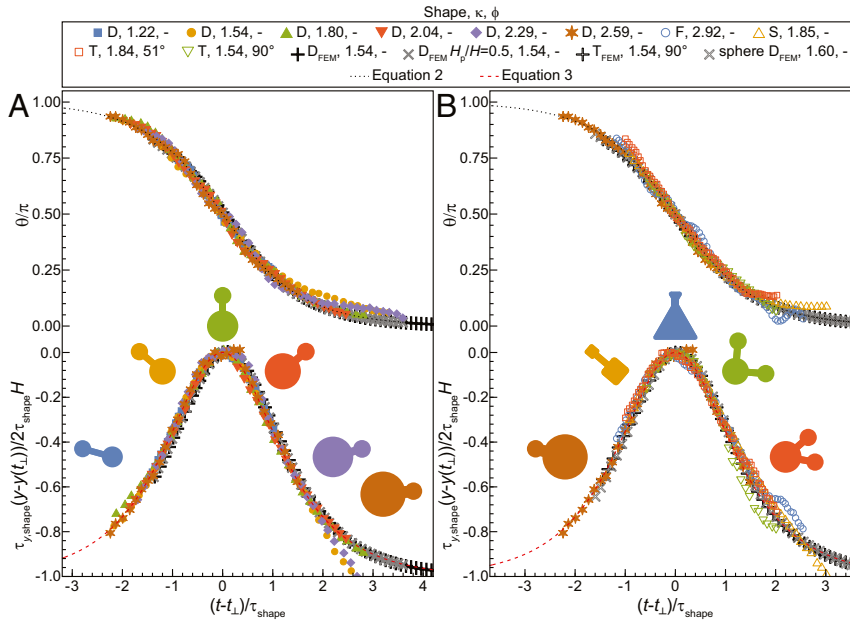 Shape, κ, ϕ
D, 1.22, - D, 1.54, - D, 1.80, - D, 2.04, - D, 2.29, - D, 2.59, - F, 2.92, - S, 1.85, -
T, 1.84, 51° T, 1.54, 90° D_FEM, 1.54, - D_FEM H_p/H=0.5, 1.54, - T_FEM, 1.54, 90° sphere D_FEM, 1.60, -
Equation 2 Equation 3
A
1.00
0.75
0.50
0.25
0.00
θ/π
0.0
-0.2
-0.4
-0.6
-0.8
-1.0
τ_y,shape(y-y(t_⊥))/2τ_shape H
-3 -2 -1 0 1 2 3 4
(t-t_⊥)/τ_shape
B
1.00
0.75
0.50
0.25
0.00
θ/π
0.0
-0.2
-0.4
-0.6
-0.8
-1.0
τ_y,shape(y-y(t_⊥))/2τ_shape H
-4 -3 -2 -1 0 1 2 3
(t-t_⊥)/τ_shape